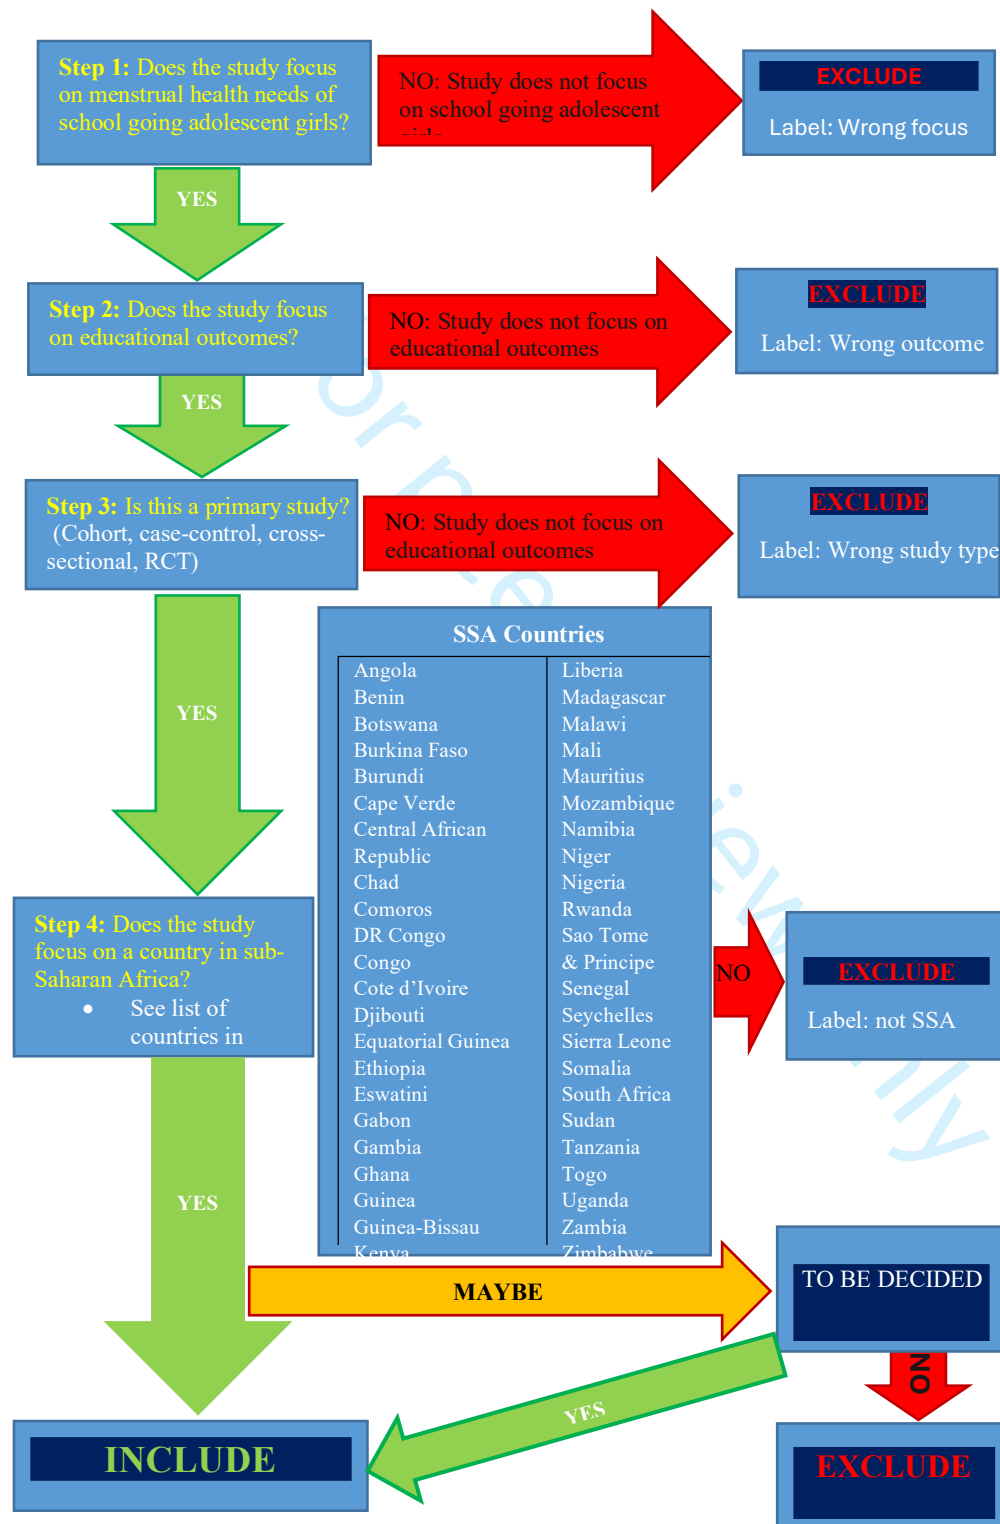 Step 1: Does the study focus
on menstrual health needs of
school going adolescent girls?
NO: Study does not focus
on school going adolescent
girls
EXCLUDE
Label: Wrong focus
YES
Step 2: Does the study focus
on educational outcomes?
NO: Study does not focus on
educational outcomes
EXCLUDE
Label: Wrong outcome
YES
Step 3: Is this a primary study?
(Cohort, case-control, cross-
sectional, RCT)
NO: Study does not focus on
educational outcomes
EXCLUDE
Label: Wrong study type
YES
SSA Countries
Angola
Benin
Botswana
Burkina Faso
Burundi
Cape Verde
Central African
Republic
Chad
Comoros
DR Congo
Congo
Cote d’Ivoire
Djibouti
Equatorial Guinea
Ethiopia
Eswatini
Gabon
Gambia
Ghana
Guinea
Guinea-Bissau
Kenya
Liberia
Madagascar
Malawi
Mali
Mauritius
Mozambique
Namibia
Niger
Nigeria
Rwanda
Sao Tome
& Principe
Senegal
Seychelles
Sierra Leone
Somalia
South Africa
Sudan
Tanzania
Togo
Uganda
Zambia
Zimbabwe
Step 4: Does the study
focus on a country in sub-
Saharan Africa?
• See list of
countries in
NO
EXCLUDE
Label: not SSA
YES
MAYBE
TO BE DECIDED
YES
NO
INCLUDE
EXCLUDE